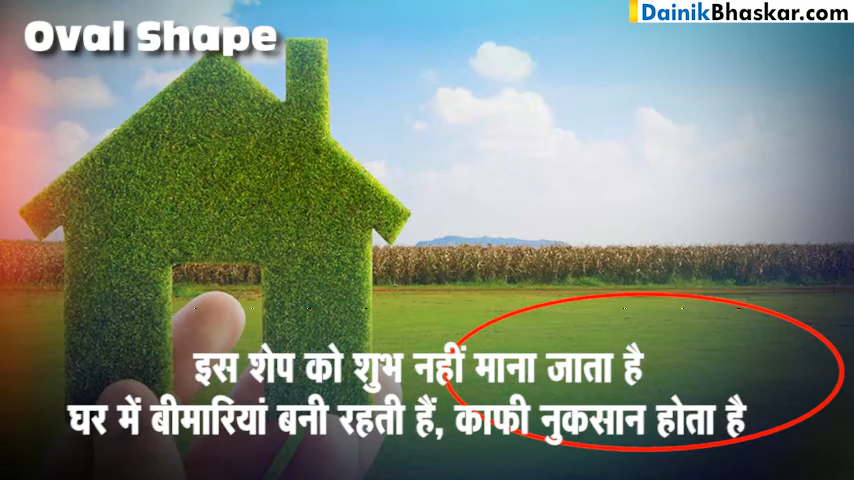 DainikBhaskar.com
Oval Shape
इस शेप को शुभ नहीं माना जाता है
घर में बीमारियां बनी रहती हैं, काफी नुकसान होता है